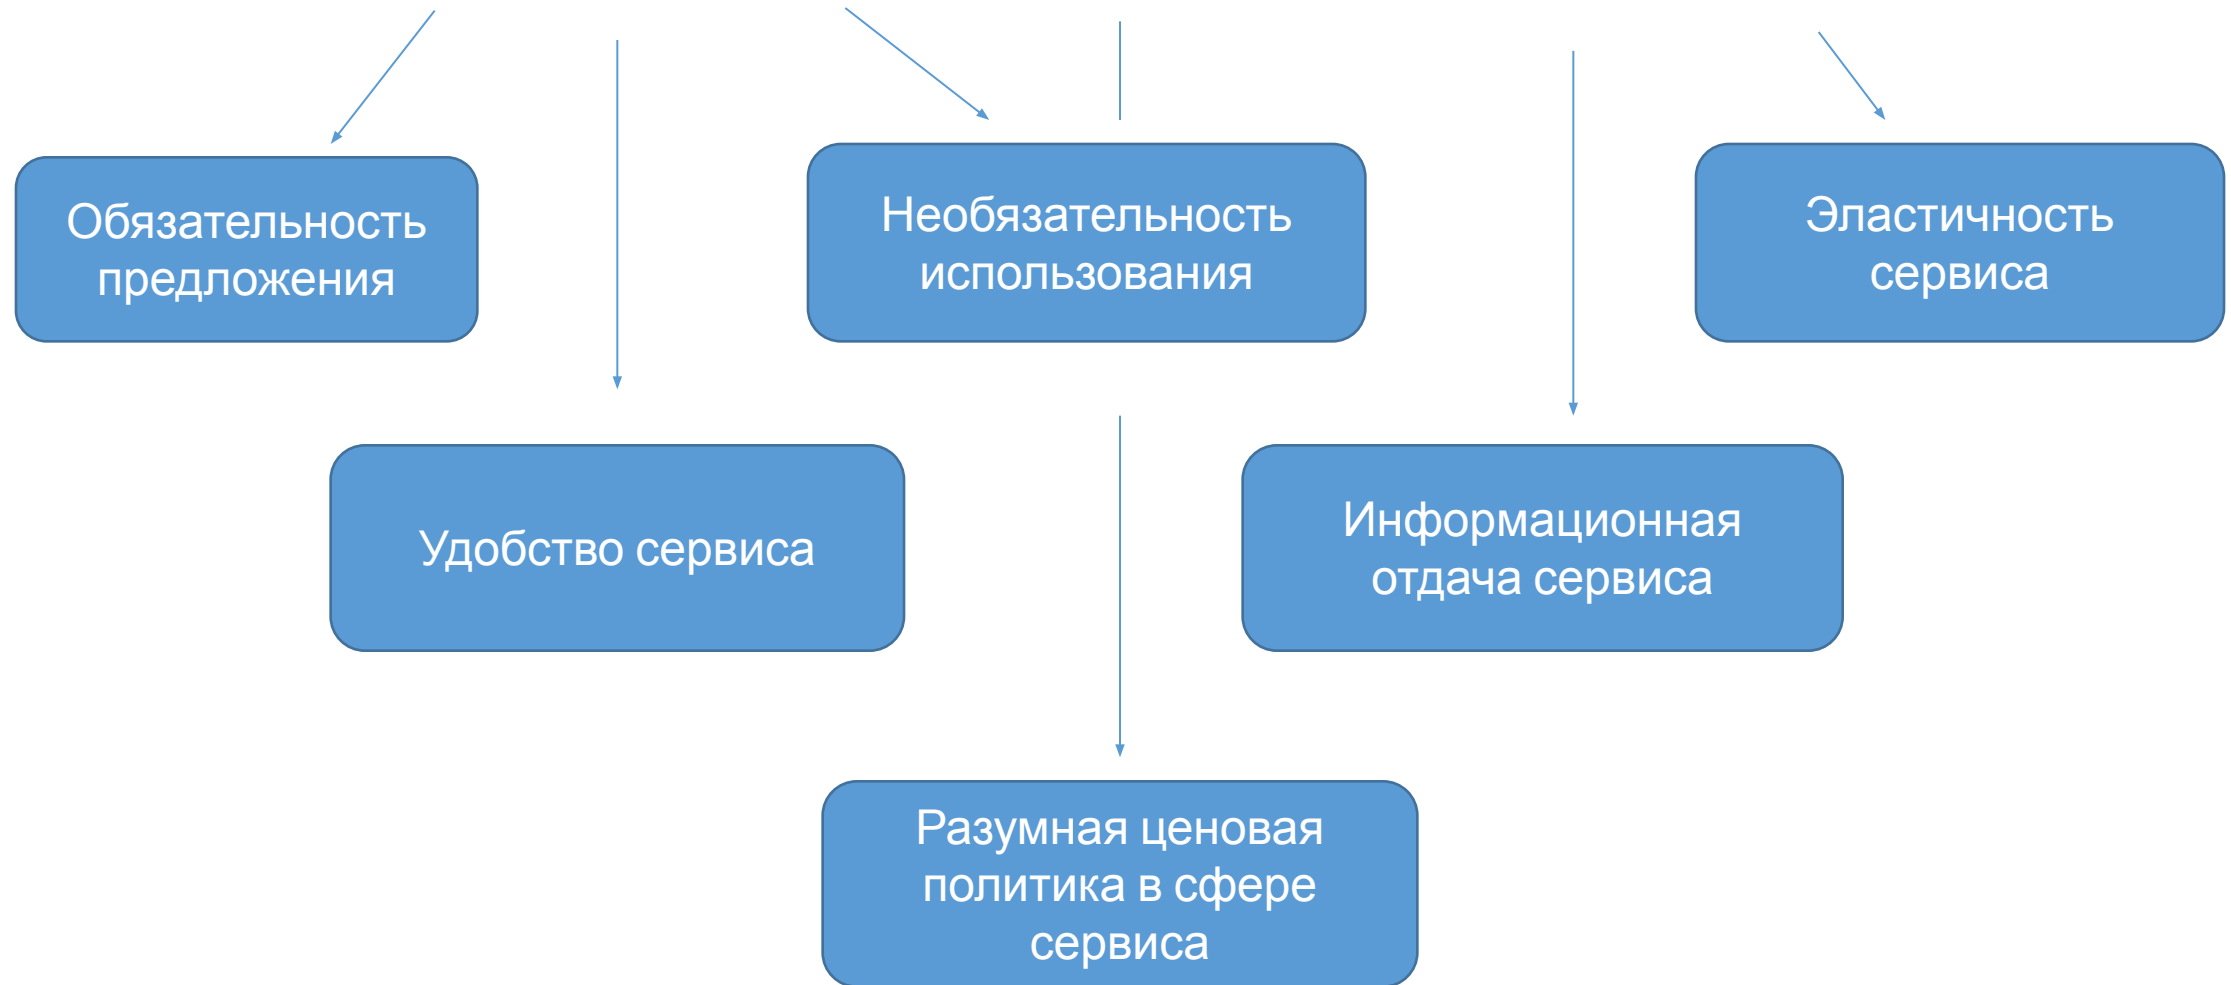 Обязательность
предложения
Необязательность
использования
Эластичность
сервиса
Удобство сервиса
Информационная
отдача сервиса
Разумная ценовая
политика в сфере
сервиса